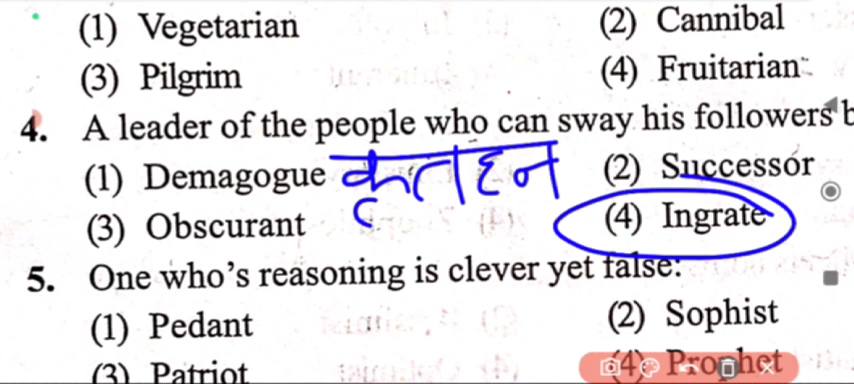 (1) Vegetarian (2) Cannibal
(3) Pilgrim (4) Fruitarian
4. A leader of the people who can sway his followers b
(1) Demagogue (2) Successor
(3) Obscurant (4) Ingrate
5. One who's reasoning is clever yet false:
(1) Pedant (2) Sophist
(3) Patriot (4) Prophet